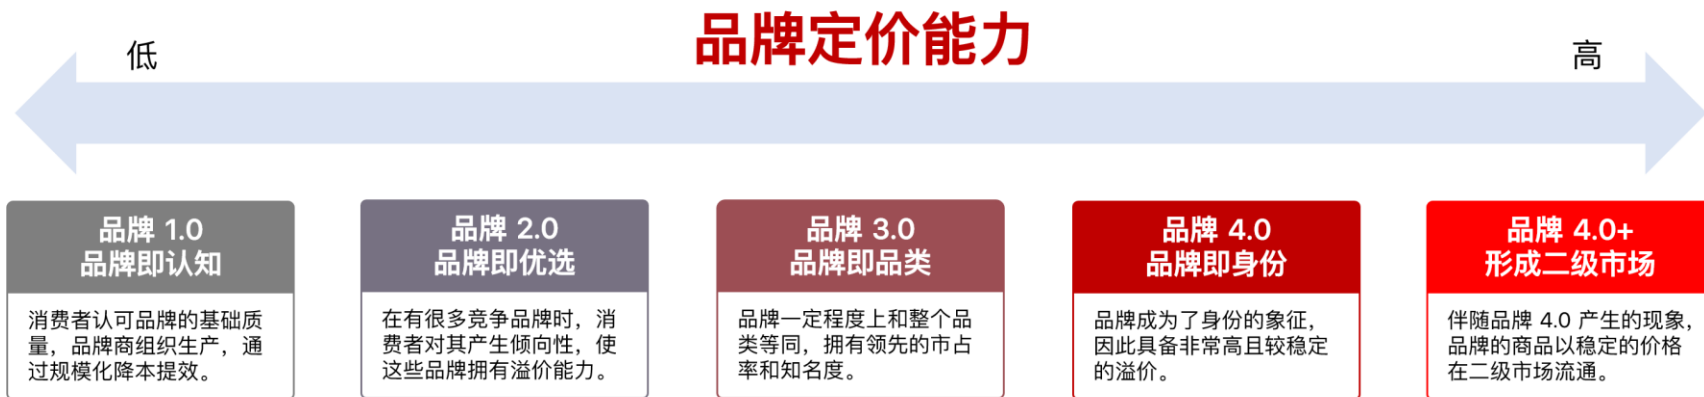 品牌定价能力
低
高
品牌 1.0
品牌即认知
消费者认可品牌的基础质
量，品牌商组织生产，通
过规模化降本提效。
品牌 2.0
品牌即优选
在有很多竞争品牌时，消
费者对其产生倾向性，使
这些品牌拥有溢价能力。
品牌 3.0
品牌即品类
品牌一定程度上和整个品
类等同，拥有领先的市占
率和知名度。
品牌 4.0
品牌即身份
品牌成为了身份的象征，
因此具备非常高且较稳定
的溢价。
品牌 4.0+
形成二级市场
伴随品牌 4.0 产生的现象，
品牌的商品以稳定的价格
在二级市场流通。